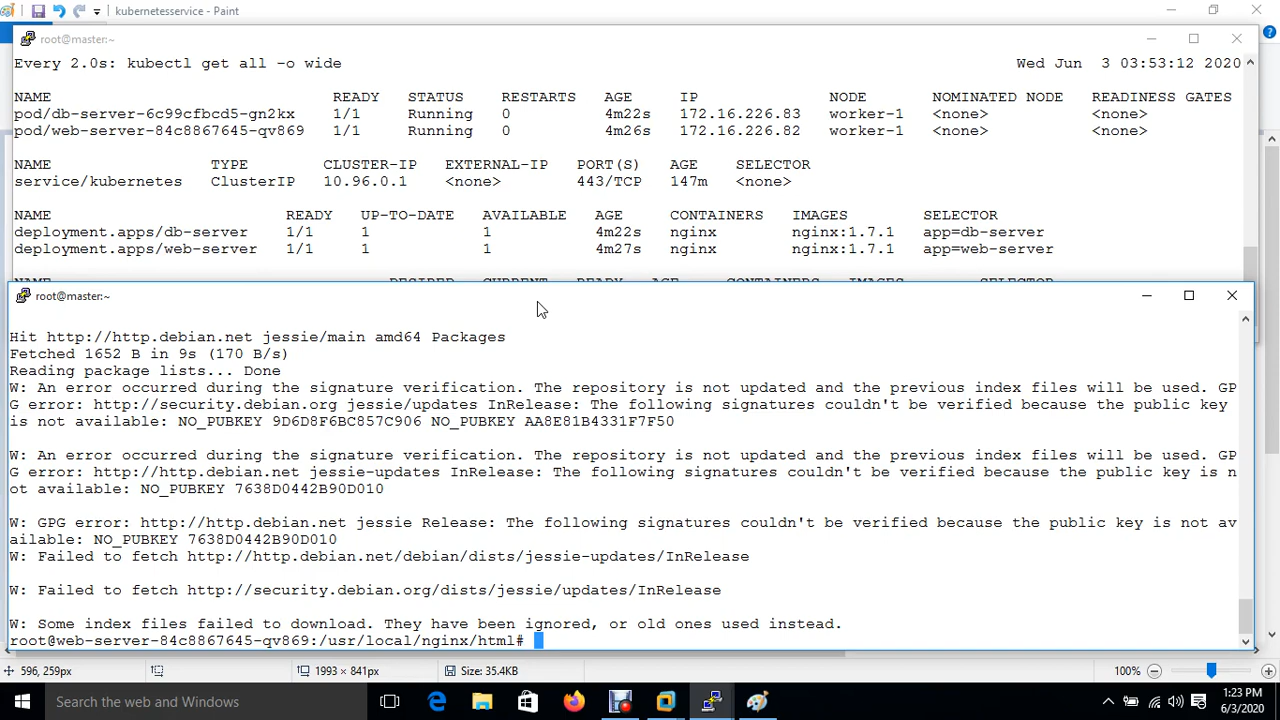 kubernetesservice - Paint
root@master:~
Every 2.0s: kubectl get all -o wide Wed Jun 3 03:53:12 2020
NAME READY STATUS RESTARTS AGE IP NODE NOMINATED NODE READINESS GATES
pod/db-server-6c99cfbcd5-gn2kx 1/1 Running 0 4m22s 172.16.226.83 worker-1 <none> <none>
pod/web-server-84c8867645-qv869 1/1 Running 0 4m26s 172.16.226.82 worker-1 <none> <none>
NAME TYPE CLUSTER-IP EXTERNAL-IP PORT(S) AGE SELECTOR
service/kubernetes ClusterIP 10.96.0.1 <none> 443/TCP 147m <none>
NAME READY UP-TO-DATE AVAILABLE AGE CONTAINERS IMAGES SELECTOR
deployment.apps/db-server 1/1 1 1 4m22s nginx nginx:1.7.1 app=db-server
deployment.apps/web-server 1/1 1 1 4m27s nginx nginx:1.7.1 app=web-server
NAME DESIRED CURRENT READY AGE CONTAINERS IMAGES SELECTOR
root@master:~
Hit http://http.debian.net jessie/main amd64 Packages
Fetched 1652 B in 9s (170 B/s)
Reading package lists... Done
W: An error occurred during the signature verification. The repository is not updated and the previous index files will be used. GP
G error: http://security.debian.org jessie/updates InRelease: The following signatures couldn't be verified because the public key
is not available: NO_PUBKEY 9D6D8F6BC857C906 NO_PUBKEY AA8E81B4331F7F50
W: An error occurred during the signature verification. The repository is not updated and the previous index files will be used. GP
G error: http://http.debian.net jessie-updates InRelease: The following signatures couldn't be verified because the public key is n
ot available: NO_PUBKEY 7638D0442B90D010
W: GPG error: http://http.debian.net jessie Release: The following signatures couldn't be verified because the public key is not av
ailable: NO_PUBKEY 7638D0442B90D010
W: Failed to fetch http://http.debian.net/debian/dists/jessie-updates/InRelease
W: Failed to fetch http://security.debian.org/dists/jessie/updates/InRelease
W: Some index files failed to download. They have been ignored, or old ones used instead.
root@web-server-84c8867645-qv869:/usr/local/nginx/html#
596, 259px 1993 × 841px Size: 35.4KB 100%
Search the web and Windows
1:23 PM
6/3/2020